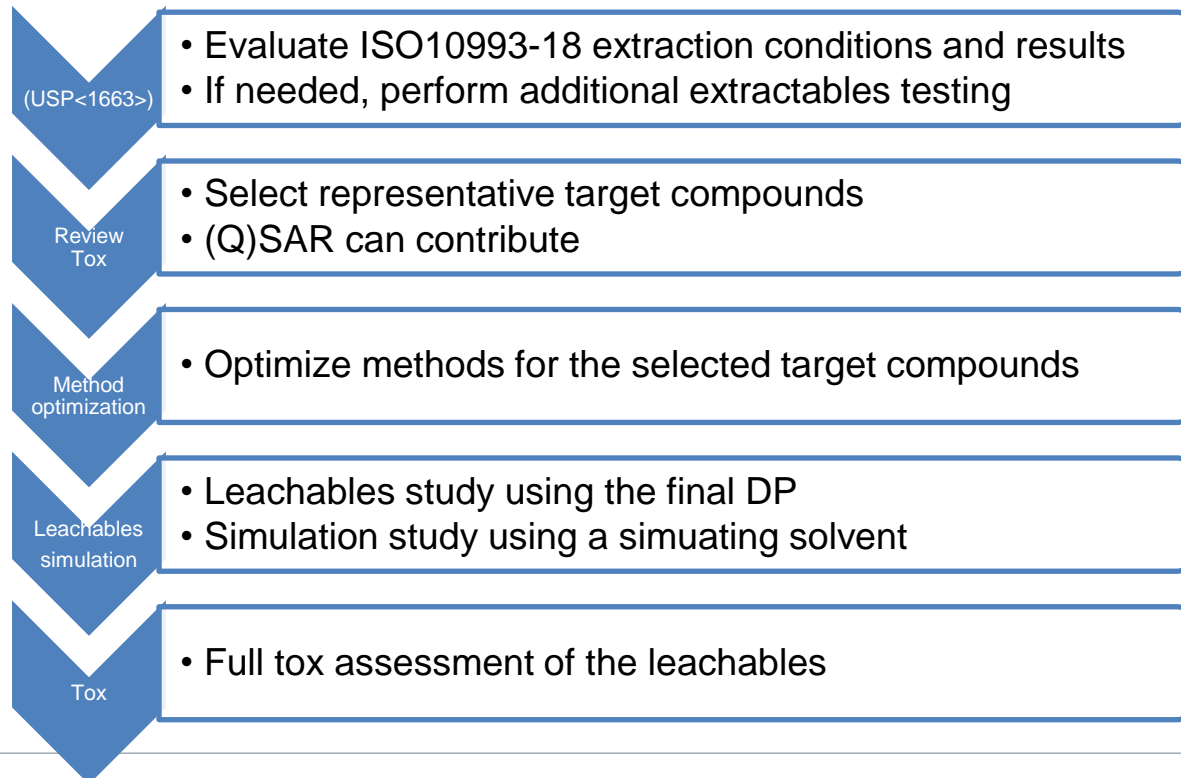 (USP<1663>)
• Evaluate ISO10993-18 extraction conditions and results
• If needed, perform additional extractables testing
Review
Tox
• Select representative target compounds
• (Q)SAR can contribute
Method
optimization
• Optimize methods for the selected target compounds
Leachables
simulation
• Leachables study using the final DP
• Simulation study using a simuating solvent
Tox
• Full tox assessment of the leachables